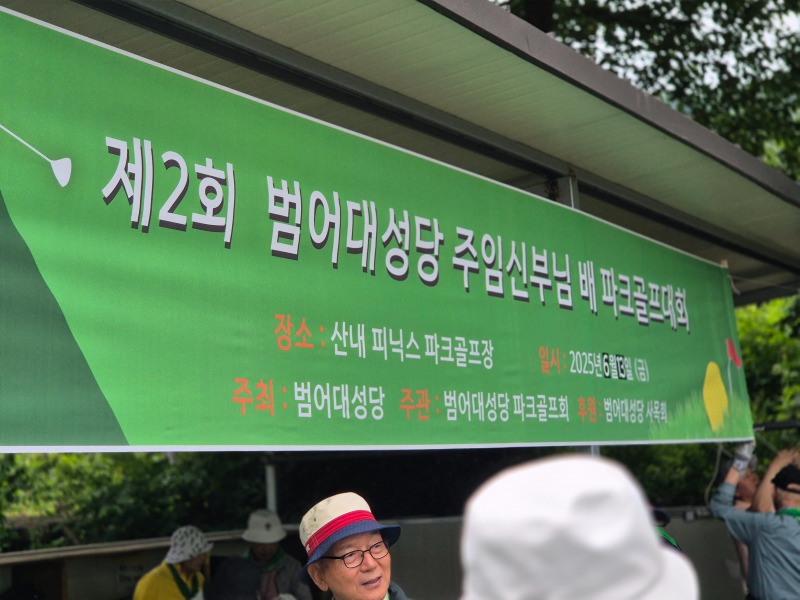 제2회 범어대성당 주임신부님 배 파크골프대회
장소 : 산내 피닉스 파크골프장 일시 : 2025년 6월13일 (금)
주최 : 범어대성당 주관 : 범어대성당 파크골프회 후원 : 범어대성당 사목회